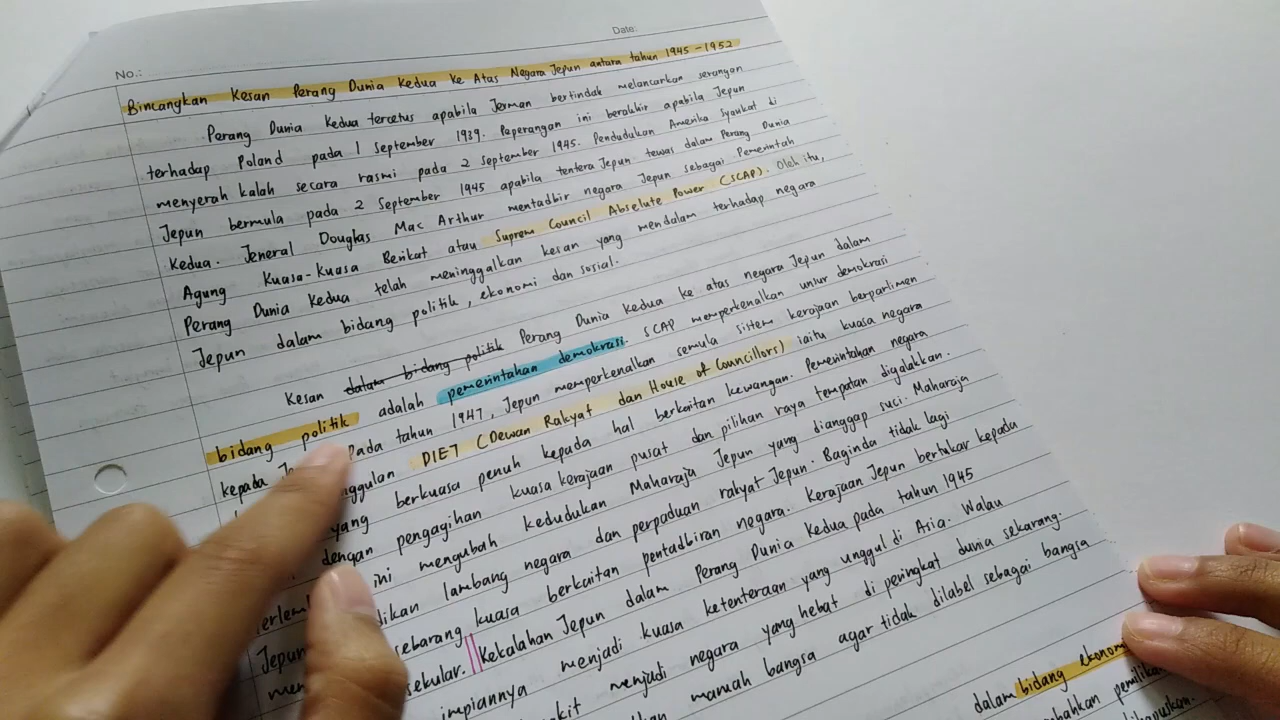 No.:
Date:
Bincangkan Kesan Perang Dunia Kedua Ke Atas Negara Jepun antara tahun 1945 - 1952
Perang Dunia Kedua tercetus apabila Jerman bertindak melancarkan serangan
terhadap Poland pada 1 September 1939. Peperangan ini berakhir apabila Jepun
menyerah kalah secara rasmi pada 2 September 1945. Pendudukan Amerika Syaukat di
Jepun bermula pada 2 September 1945 apabila tentera Jepun tewas dalam Perang Dunia
Kedua. Jeneral Douglas Mac Arthur mentadbir negara Jepun sebagai Pemerintah
Agung Kuasa-Kuasa Berikat atau Suprem Council Absolute Power (SCAP). Oleh itu,
Perang Dunia Kedua telah meninggalkan kesan yang mendalam terhadap negara
Jepun dalam bidang politik, ekonomi dan sosial.
Kesan dalam bidang politik Perang Dunia Kedua ke atas negara Jepun dalam
bidang politik adalah pemerintahan demokrasi. SCAP memperkenalkan unsur demokrasi
kepada Pada tahun 1947, Jepun memperkenalkan semula sistem kerajaan berparlimen
DIET (Dewan Rakyat dan House of Councillors) iaitu kuasa negara
yang berkuasa penuh kepada hal berkaitan kewangan. Pemerintahan negara
dengan pengagihan kuasa kerajaan pusat dan pilihan raya tempatan digalakkan.
ini mengubah kedudukan Maharaja Jepun yang dianggap suci. Maharaja
lambang negara dan perpaduan rakyat Jepun. Baginda tidak lagi
sebarang kuasa berkaitan pentadbiran negara. Kerajaan Jepun bertukar kepada
sekular. Kekalahan Jepun dalam Perang Dunia Kedua pada tahun 1945
impiannya menjadi kuasa ketenteraan yang unggul di Asia. Walau
menjadi negara yang hebat di peringkat dunia sekarang.
maruah bangsa agar tidak dilabel sebagai bangsa
dalam bidang ekonomi